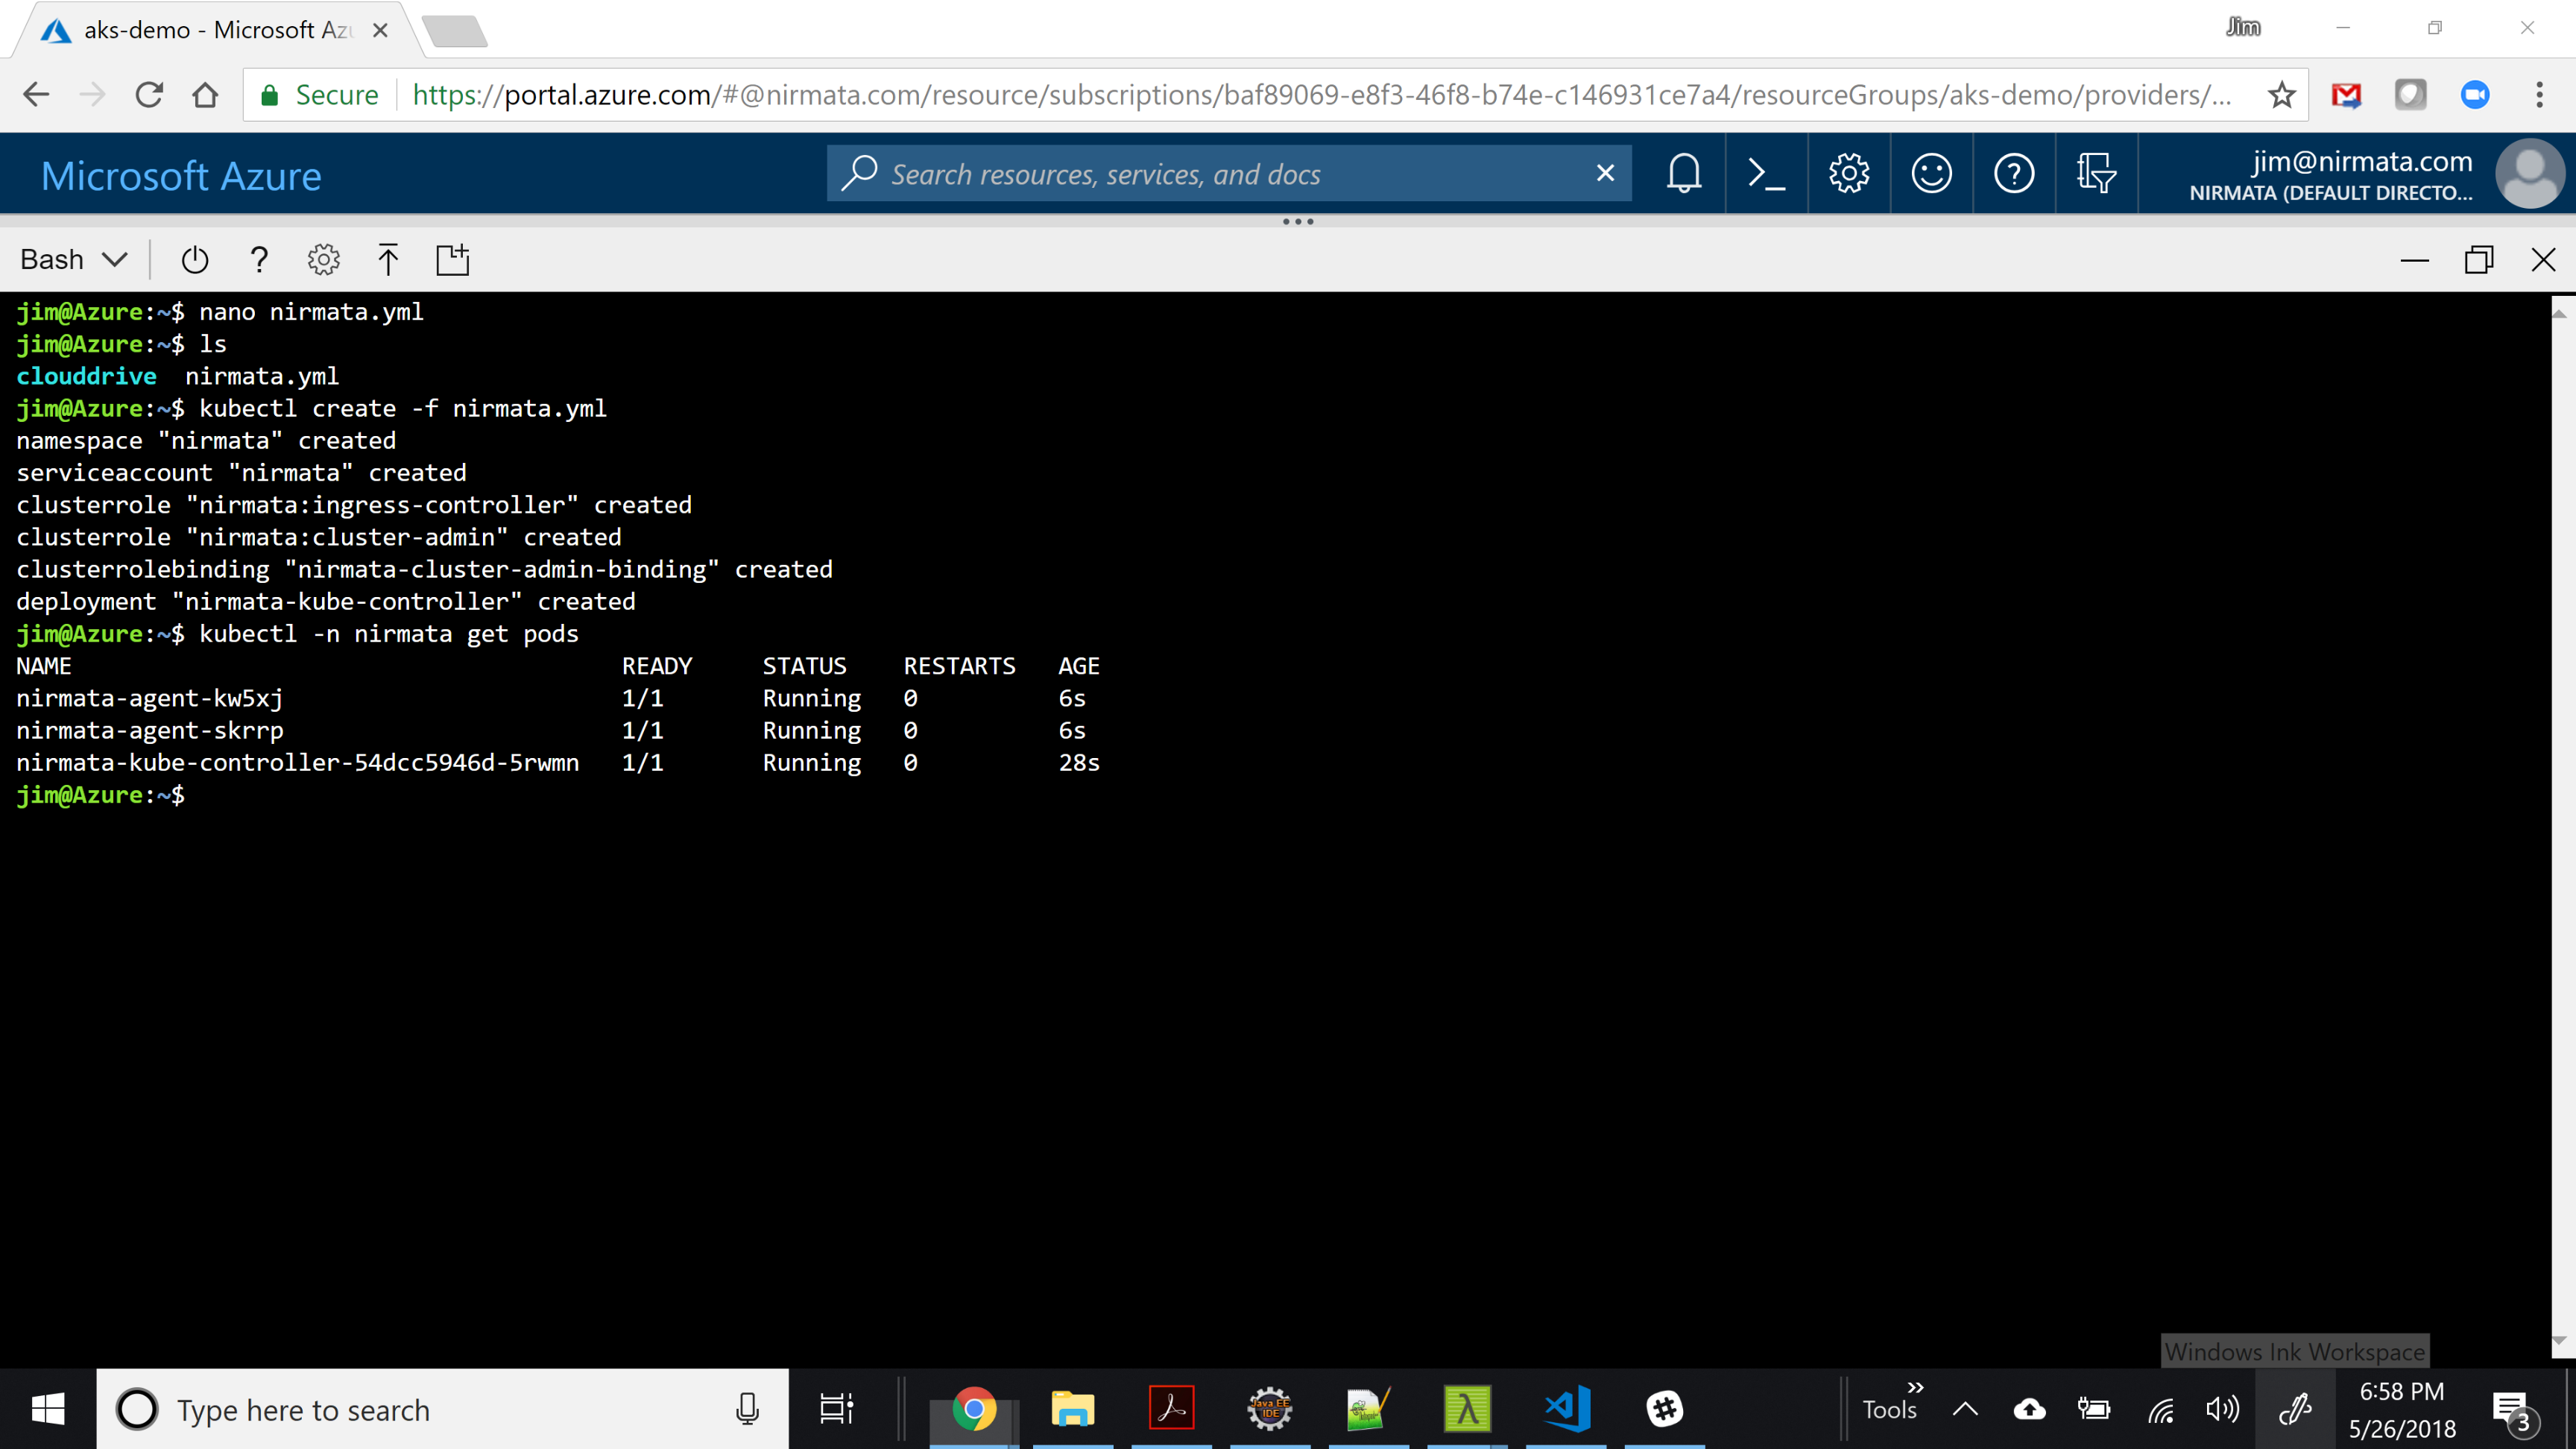 aks-demo - Microsoft Az
Jim
Secure https://portal.azure.com/#@nirmata.com/resource/subscriptions/baf89069-e8f3-46f8-b74e-c146931ce7a4/resourceGroups/aks-demo/providers/...
Microsoft Azure
Search resources, services, and docs
jim@nirmata.com
NIRMATA (DEFAULT DIRECTO...
Bash
jim@Azure:~$ nano nirmata.yml
jim@Azure:~$ ls
clouddrive nirmata.yml
jim@Azure:~$ kubectl create -f nirmata.yml
namespace "nirmata" created
serviceaccount "nirmata" created
clusterrole "nirmata:ingress-controller" created
clusterrole "nirmata:cluster-admin" created
clusterrolebinding "nirmata-cluster-admin-binding" created
deployment "nirmata-kube-controller" created
jim@Azure:~$ kubectl -n nirmata get pods
NAME READY STATUS RESTARTS AGE
nirmata-agent-kw5xj 1/1 Running 0 6s
nirmata-agent-skrrp 1/1 Running 0 6s
nirmata-kube-controller-54dcc5946d-5rwmn 1/1 Running 0 28s
jim@Azure:~$
Windows Ink Workspace
Type here to search
Java EE
IDE
Tools
6:58 PM
5/26/2018
3